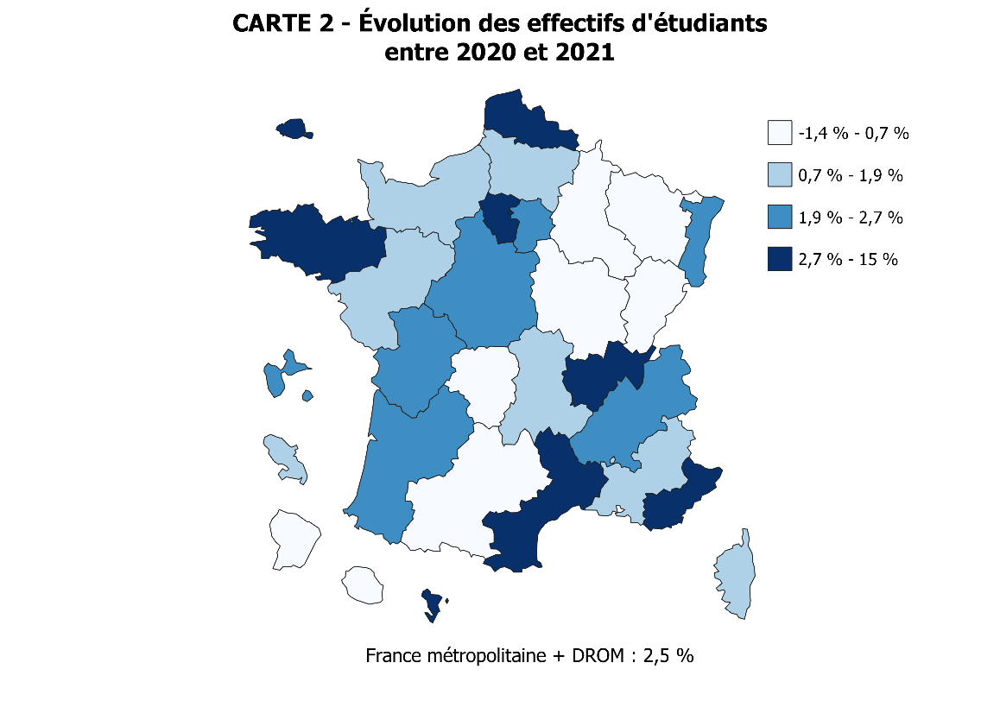 CARTE 2 - Évolution des effectifs d'étudiants
entre 2020 et 2021
-1,4 % - 0,7 %
0,7 % - 1,9 %
1,9 % - 2,7 %
2,7 % - 15 %
France métropolitaine + DROM : 2,5 %